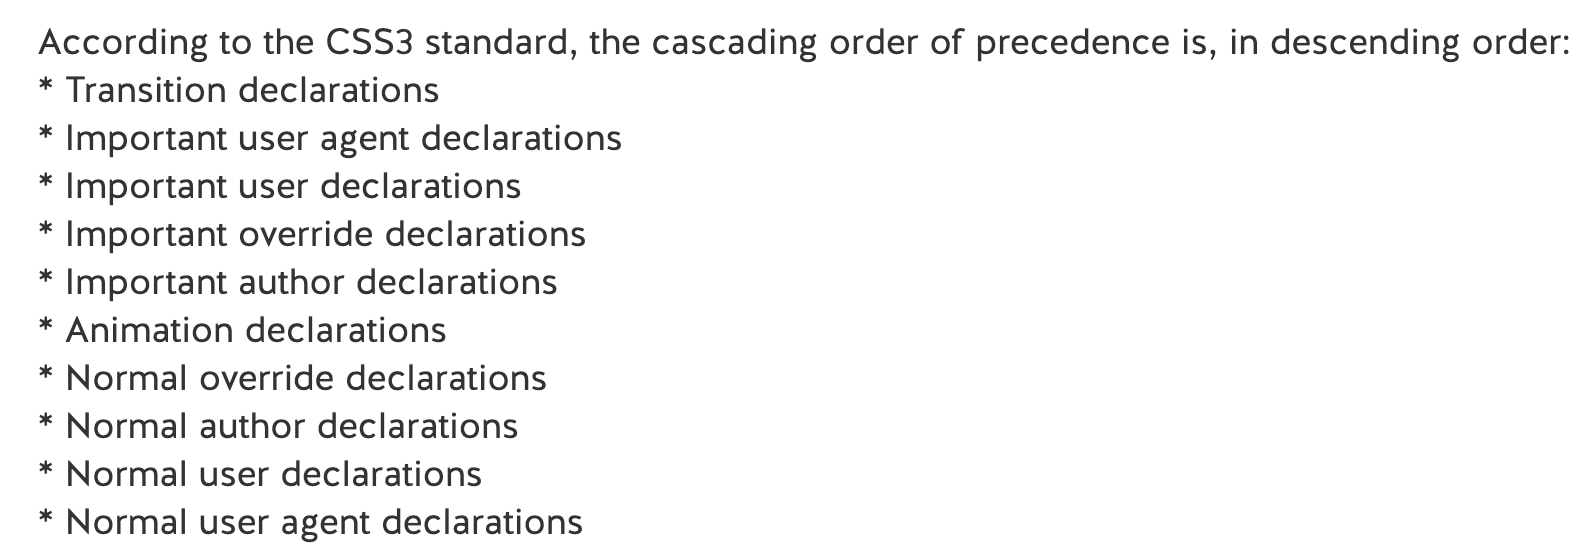 According to the CSS3 standard, the cascading order of precedence is, in descending order:
* Transition declarations
* Important user agent declarations
* Important user declarations
* Important override declarations
* Important author declarations
* Animation declarations
* Normal override declarations
* Normal author declarations
* Normal user declarations
* Normal user agent declarations